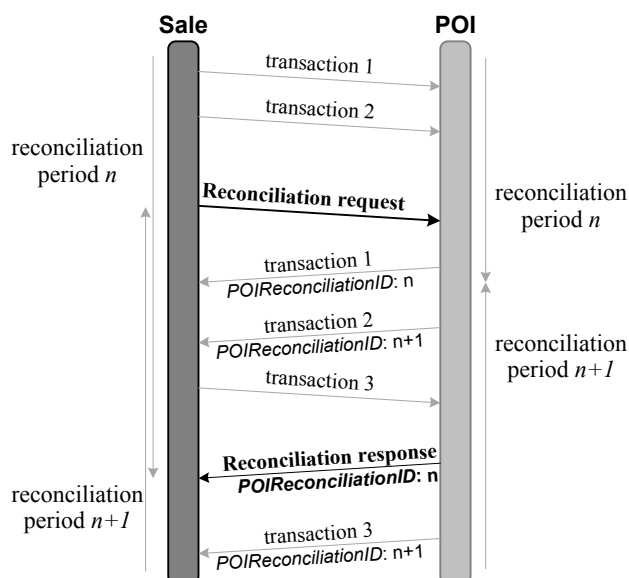 Sale
POI
transaction 1
transaction 2
reconciliation
period n
Reconciliation request
reconciliation
period n
transaction 1
POIReconciliationID: n
transaction 2
POIReconciliationID: n+1
reconciliation
period n+1
transaction 3
Reconciliation response
POIReconciliationID: n
reconciliation
period n+1
transaction 3
POIReconciliationID: n+1